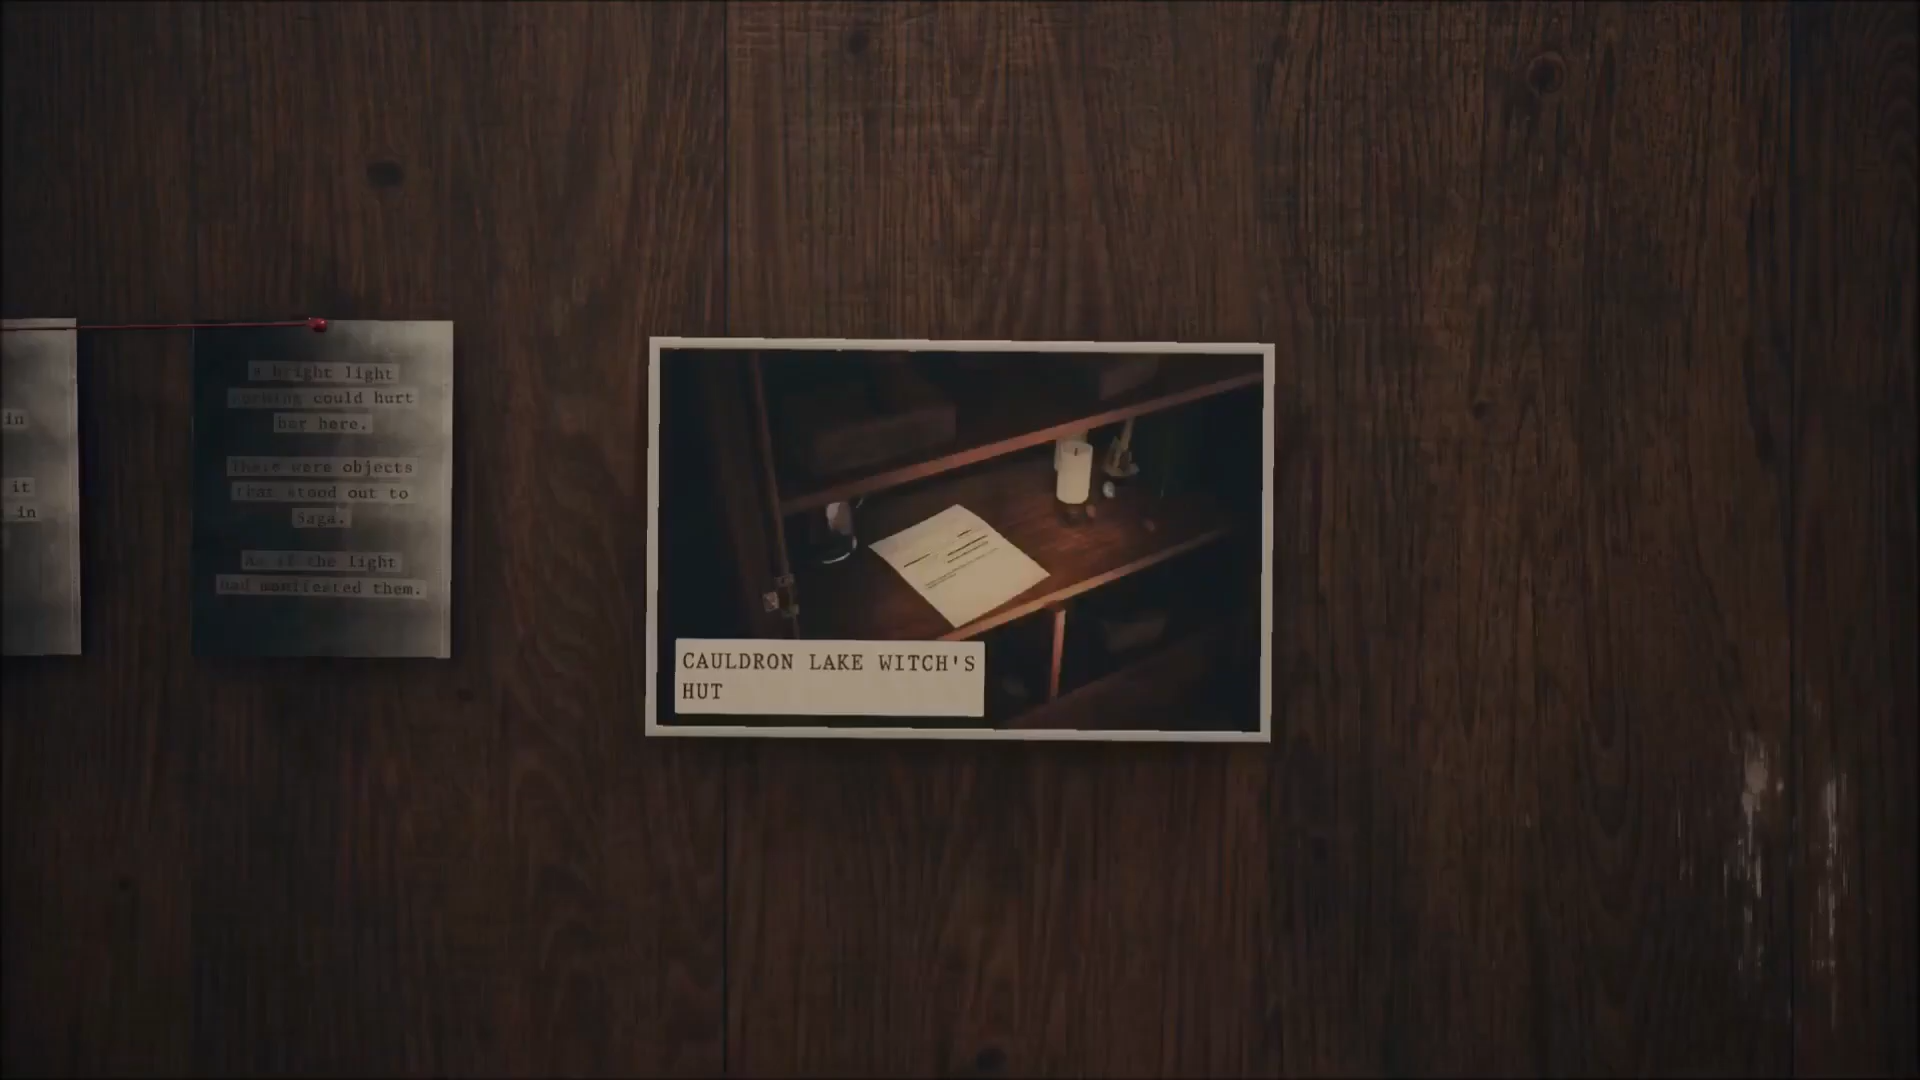 in
it
in
a bright light
nothing could hurt
her here.
There were objects
that stood out to
Saga.
As if the light
had manifested them.
CAULDRON LAKE WITCH'S
HUT